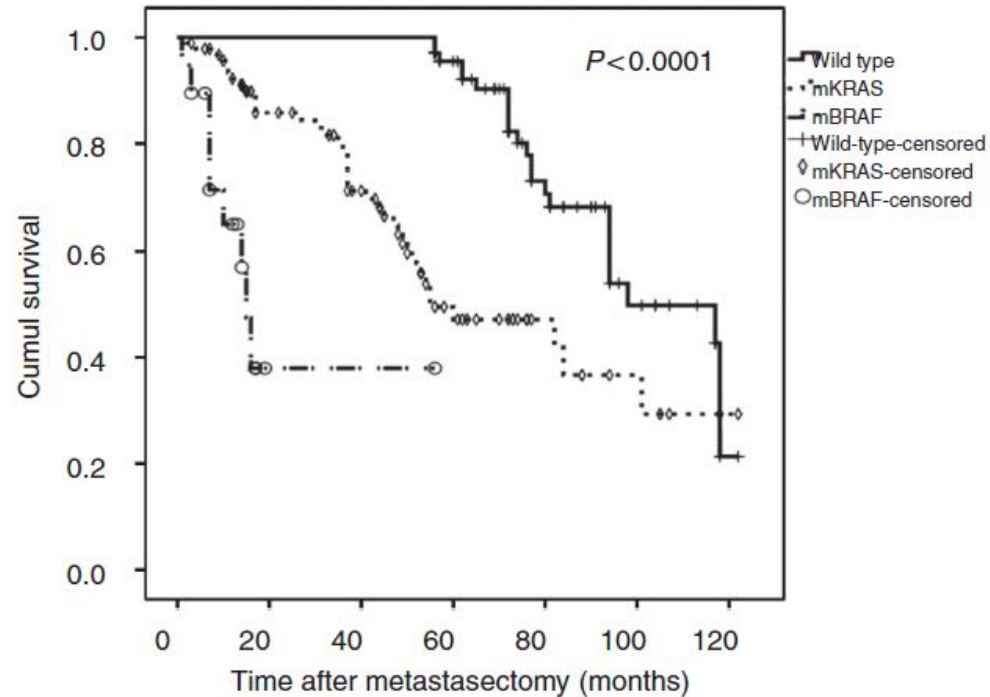 1.0
0.8
0.6
0.4
0.2
0.0
Cumul survival
P<0.0001
Wild type
mKRAS
mBRAF
Wild-type-censored
mKRAS-censored
mBRAF-censored
0 20 40 60 80 100 120
Time after metastasectomy (months)